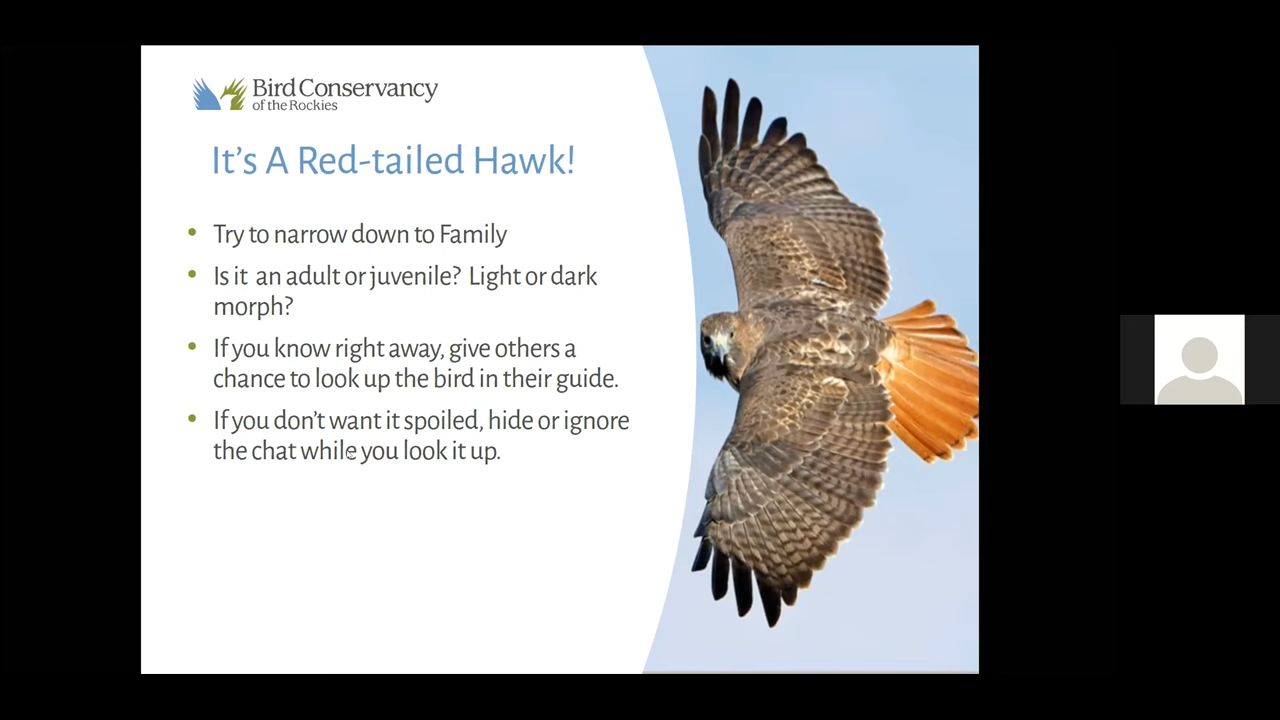 Bird Conservancy
of the Rockies
It's A Red-tailed Hawk!
• Try to narrow down to Family
• Is it an adult or juvenile? Light or dark
morph?
• If you know right away, give others a
chance to look up the bird in their guide.
• If you don't want it spoiled, hide or ignore
the chat while you look it up.